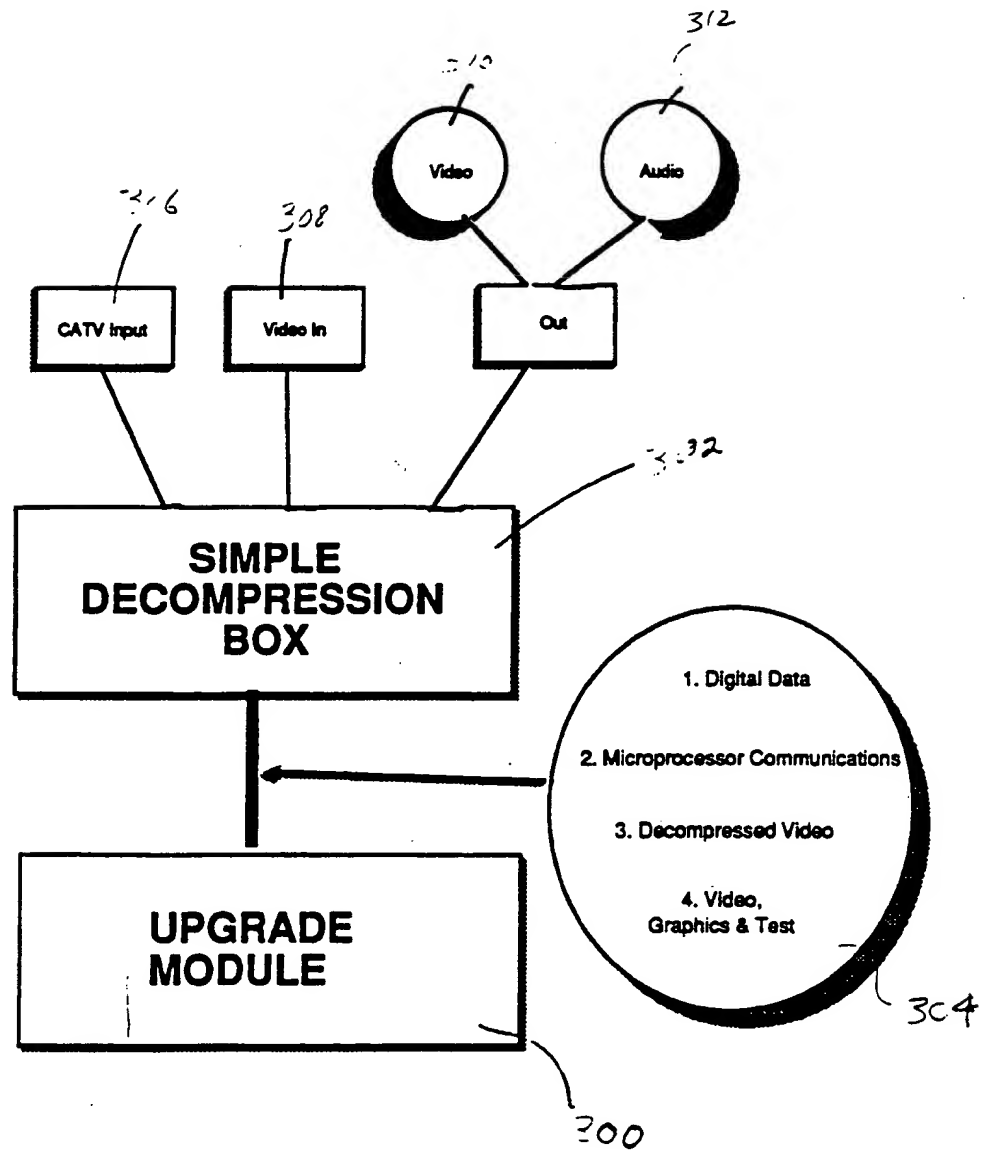 312
Video
Audio
308
CATV Input
Video In
Out
SIMPLE
DECOMPRESSION
BOX
1. Digital Data
2. Microprocessor Communications
3. Decompressed Video
4. Video,
Graphics & Test
UPGRADE
MODULE
304
300